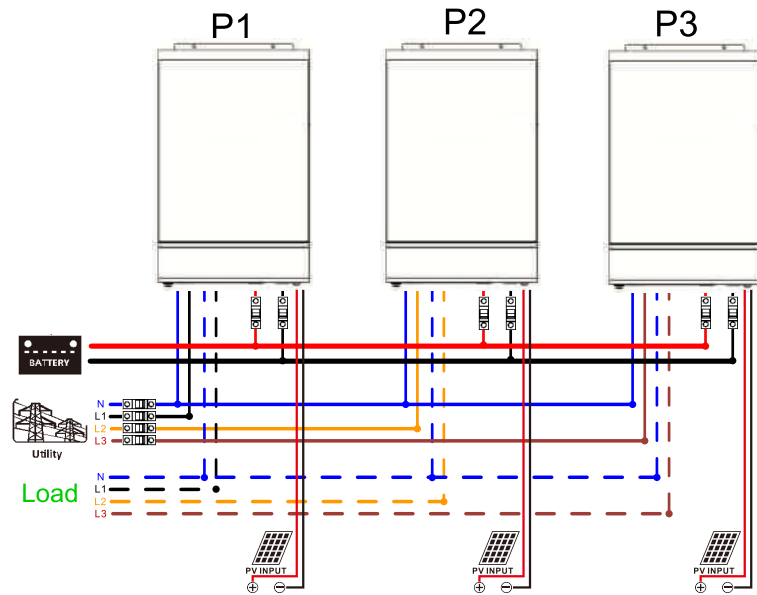 P1 P2 P3
BATTERY
N
L1
L2
L3
Utility
N
Load
L1
L2
L3
PV INPUT PV INPUT PV INPUT
+ − + − + −